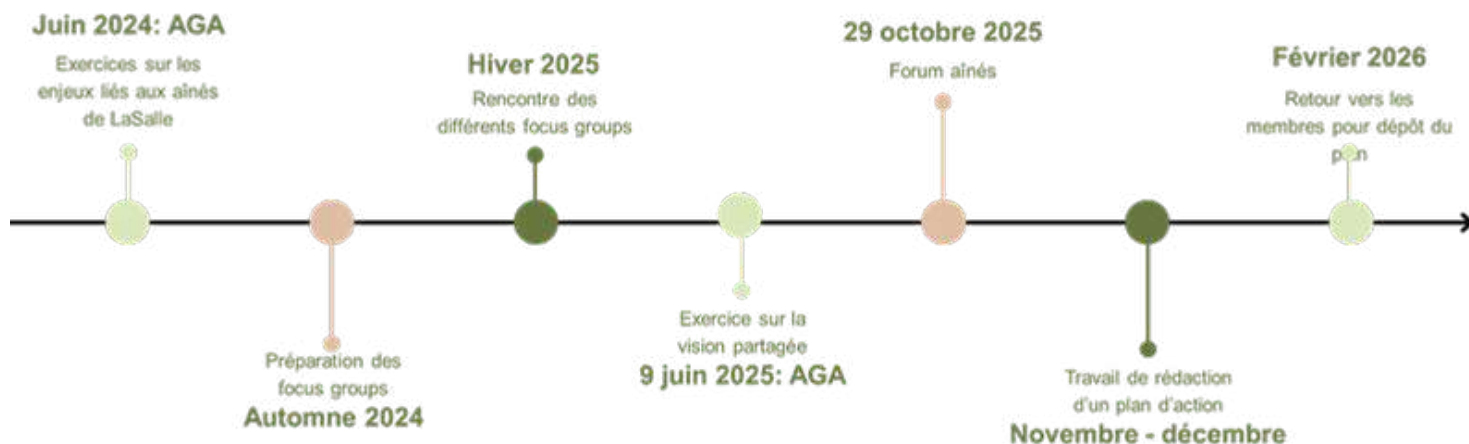 Juin 2024: AGA
Exercices sur les
enjeux liés aux aînés
de LaSalle
Préparation des
focus groups
Automne 2024
Hiver 2025
Rencontre des
différents focus groups
Exercice sur la
vision partagée
9 juin 2025: AGA
29 octobre 2025
Forum aînés
Travail de rédaction
d'un plan d'action
Novembre - décembre
Février 2026
Retour vers les
membres pour dépôt du
plan